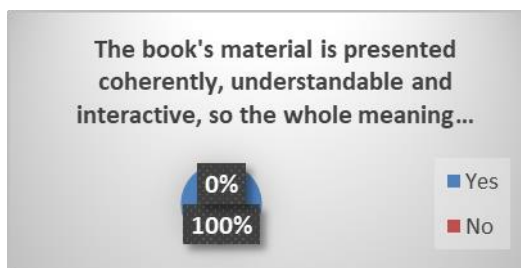 The book's material is presented
coherently, understandable and
interactive, so the whole meaning...
0%
100%
Yes
No